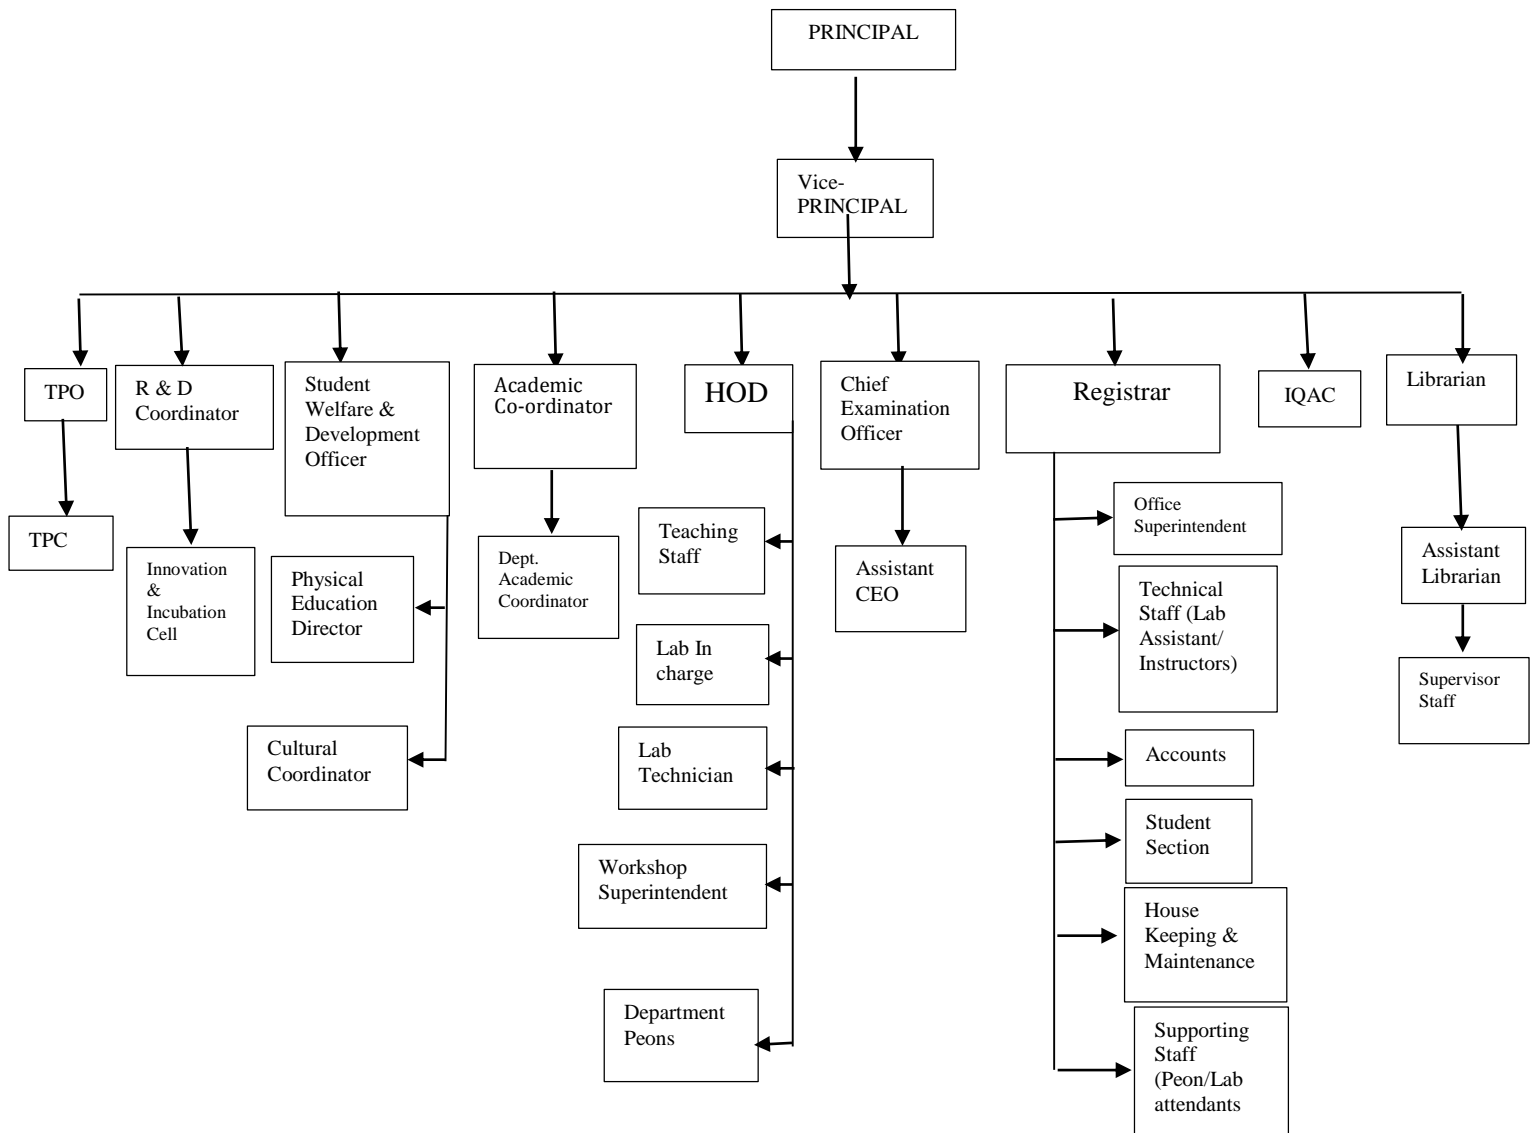 PRINCIPAL
Vice-
PRINCIPAL
TPO
R & D
Coordinator
Student
Welfare &
Development
Officer
Academic
Co-ordinator
HOD
Chief
Examination
Officer
Registrar
IQAC
Librarian
TPC
Innovation
&
Incubation
Cell
Physical
Education
Director
Cultural
Coordinator
Dept.
Academic
Coordinator
Teaching
Staff
Lab In
charge
Lab
Technician
Workshop
Superintendent
Department
Peons
Assistant
CEO
Office
Superintendent
Technical
Staff (Lab
Assistant/
Instructors)
Accounts
Student
Section
House
Keeping &
Maintenance
Supporting
Staff
(Peon/Lab
attendants
Assistant
Librarian
Supervisor
Staff